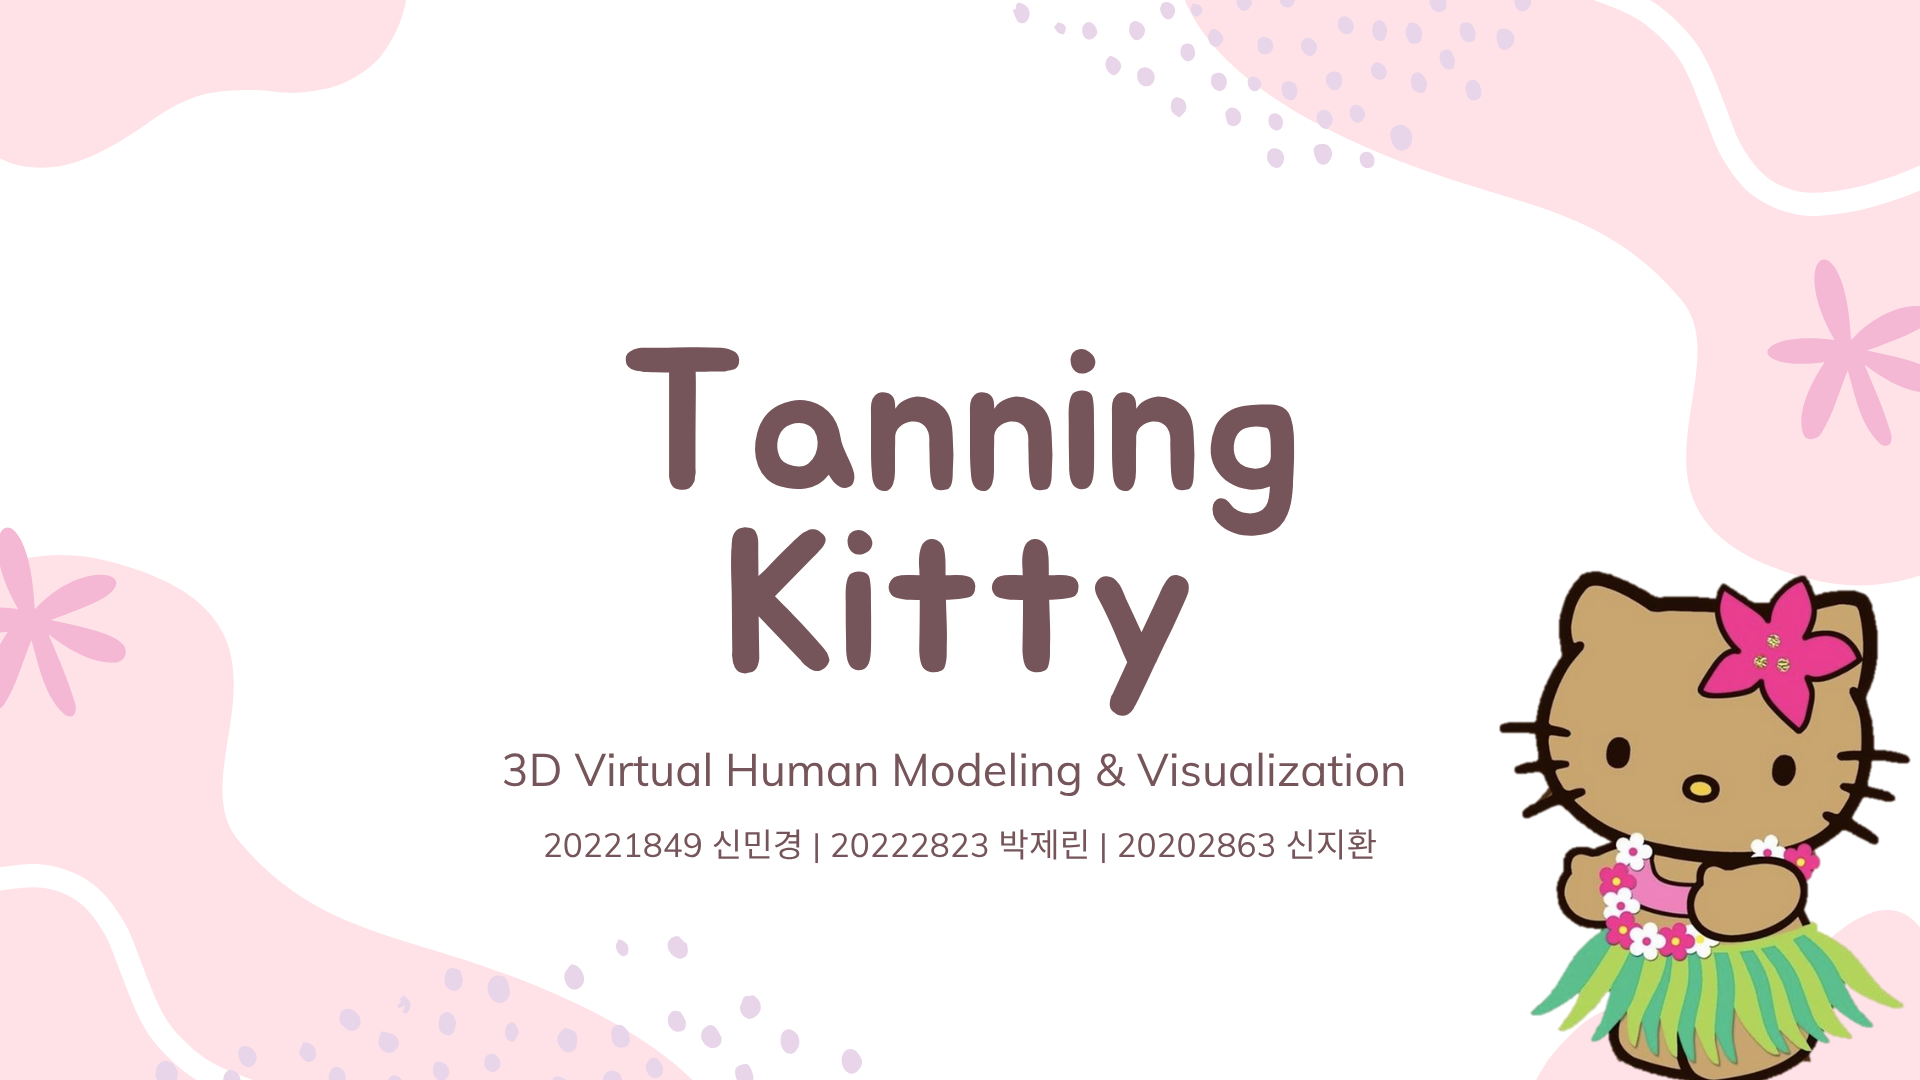 Tanning
Kitty
3D Virtual Human Modeling & Visualization
20221849 신민경 | 20222823 박제린 | 20202863 신지환